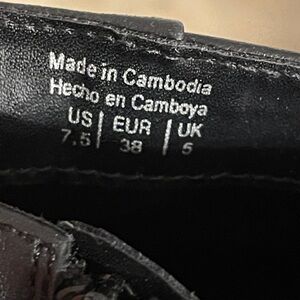 Made in Cambodia
Hecho en Camboya
US | EUR | UK
7.5 | 38 | 5